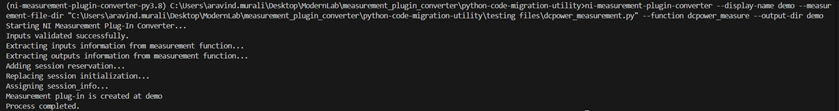 (ni-measurement-plugin-converter-py3.8) C:\Users\aravind.murali\Desktop\ModernLab\measurement_plugin_converter\python-code-migration-utility>ni-measurement-plugin-converter --display-name demo --measur
ement-file-dir "C:\Users\aravind.murali\Desktop\ModernLab\measurement_plugin_converter\python-code-migration-utility\testing files\dcpower_measurement.py" --function dcpower_measure --output-dir demo
Starting NI Measurement Plug-In Converter...
Inputs validated successfully.
Extracting inputs information from measurement function...
Extracting outputs information from measurement function...
Adding session reservation...
Replacing session initialization...
Assigning session_info...
Measurement plug-in is created at demo
Process completed.